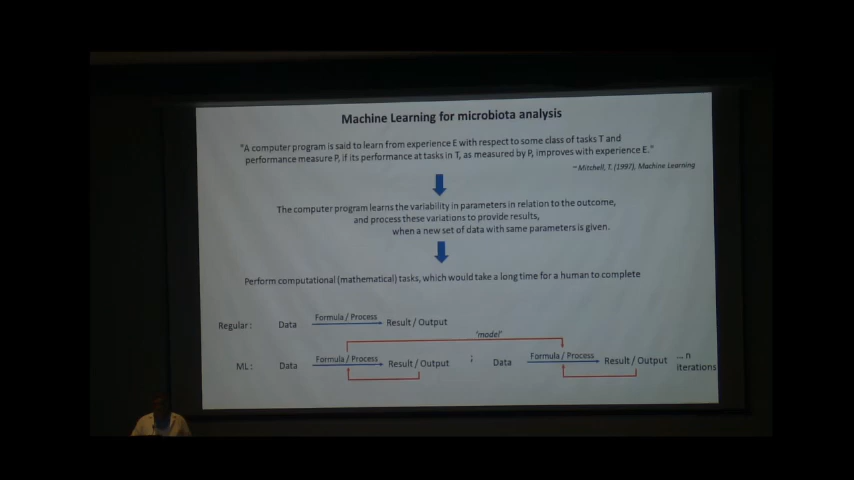 Machine Learning for microbiota analysis
"A computer program is said to learn from experience E with respect to some class of tasks T and
performance measure P, if its performance at tasks in T, as measured by P, improves with experience E."
~ Mitchell, T. (1997), Machine Learning
The computer program learns the variability in parameters in relation to the outcome,
and process these variations to provide results,
when a new set of data with same parameters is given.
Perform computational (mathematical) tasks, which would take a long time for a human to complete
Regular: Data Formula / Process Result / Output
'model'
ML: Data Formula / Process Result / Output ; Data Formula / Process Result / Output .... n
iterations